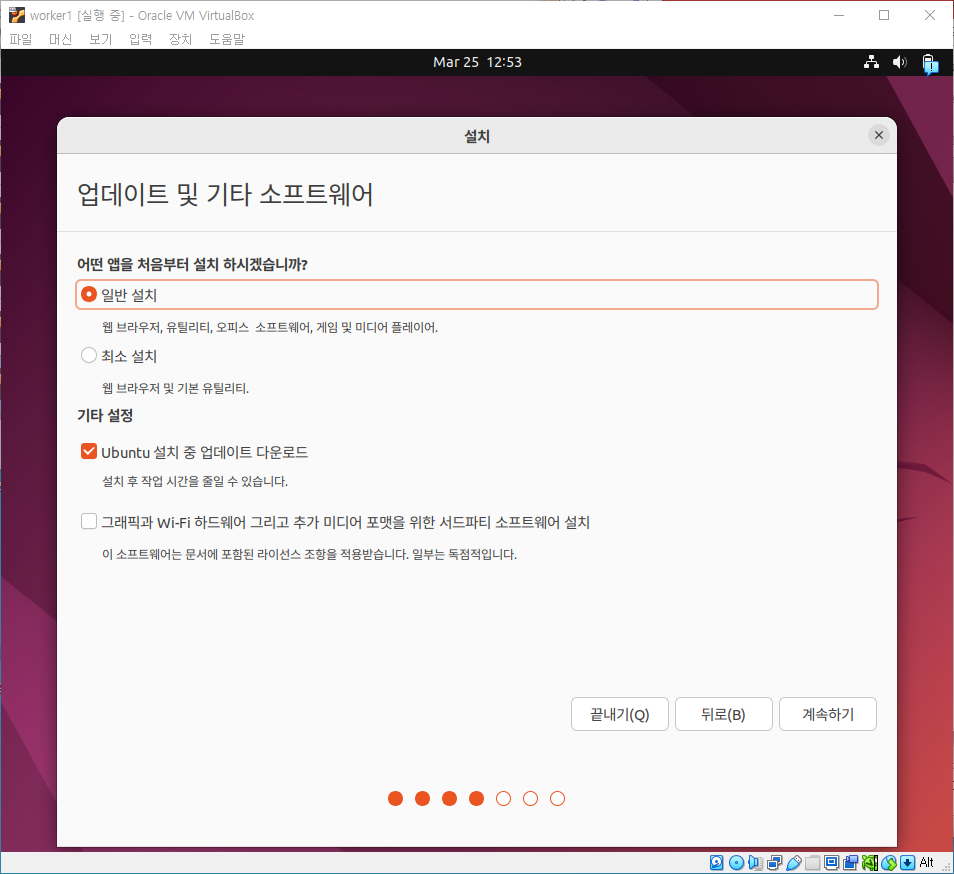 worker1 [실행 중] - Oracle VM VirtualBox
파일 머신 보기 입력 장치 도움말
Mar 25 12:53
설치
업데이트 및 기타 소프트웨어
어떤 앱을 처음부터 설치 하시겠습니까?
일반 설치
웹 브라우저, 유틸리티, 오피스 소프트웨어, 게임 및 미디어 플레이어.
최소 설치
웹 브라우저 및 기본 유틸리티.
기타 설정
Ubuntu 설치 중 업데이트 다운로드
설치 후 작업 시간을 줄일 수 있습니다.
그래픽과 Wi-Fi 하드웨어 그리고 추가 미디어 포맷을 위한 서드파티 소프트웨어 설치
이 소프트웨어는 문서에 포함된 라이선스 조항을 적용받습니다. 일부는 독점적입니다.
끝내기(Q) 뒤로(B) 계속하기
Alt